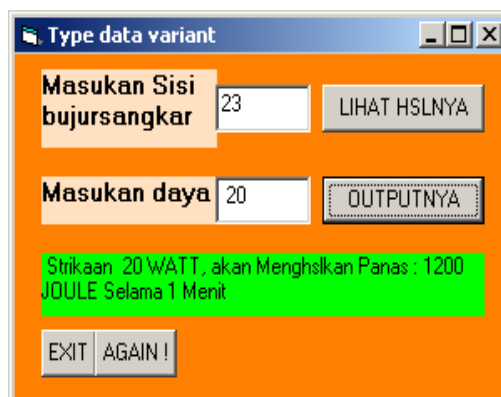 Type data variant
Masukan Sisi
bujursangkar
23
LIHAT HSLNYA
Masukan daya
20
OUTPUTNYA
Strikaan 20 WATT, akan Menghslkan Panas : 1200
JOULE Selama 1 Menit
EXIT
AGAIN !